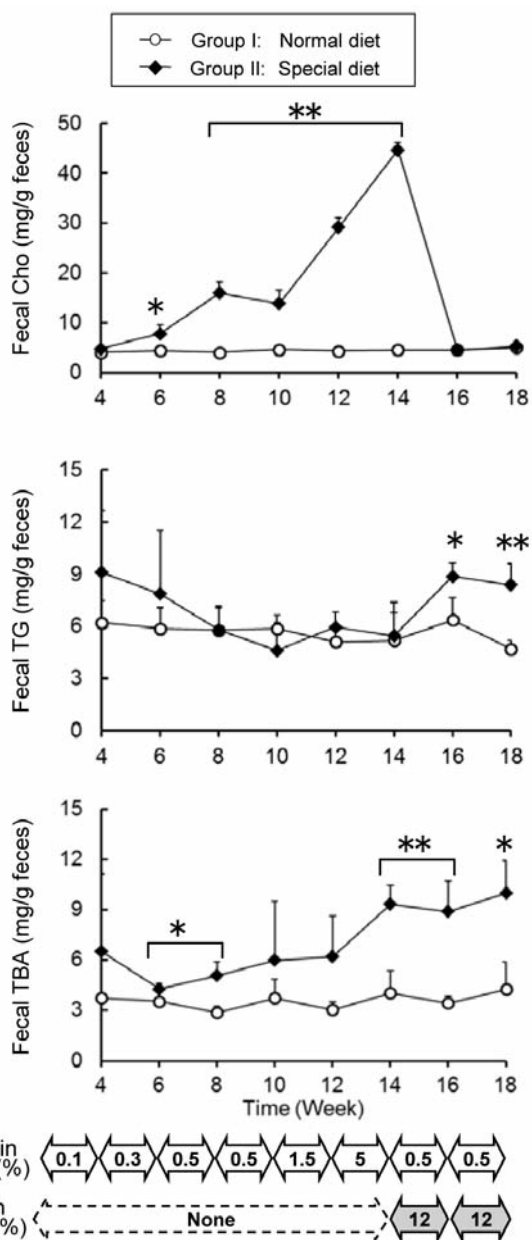 Group I: Normal diet
Group II: Special diet
Fecal Cho (mg/g feces)
50
40
30
20
10
0
*
**
4 6 8 10 12 14 16 18
Fecal TG (mg/g feces)
15
12
9
6
3
0
*
**
4 6 8 10 12 14 16 18
Fecal TBA (mg/g feces)
15
12
9
6
3
0
*
**
*
4 6 8 10 12 14 16 18
Time (Week)
in
(%)
0.1 0.3 0.5 0.5 1.5 5 0.5 0.5
%)
None 12 12